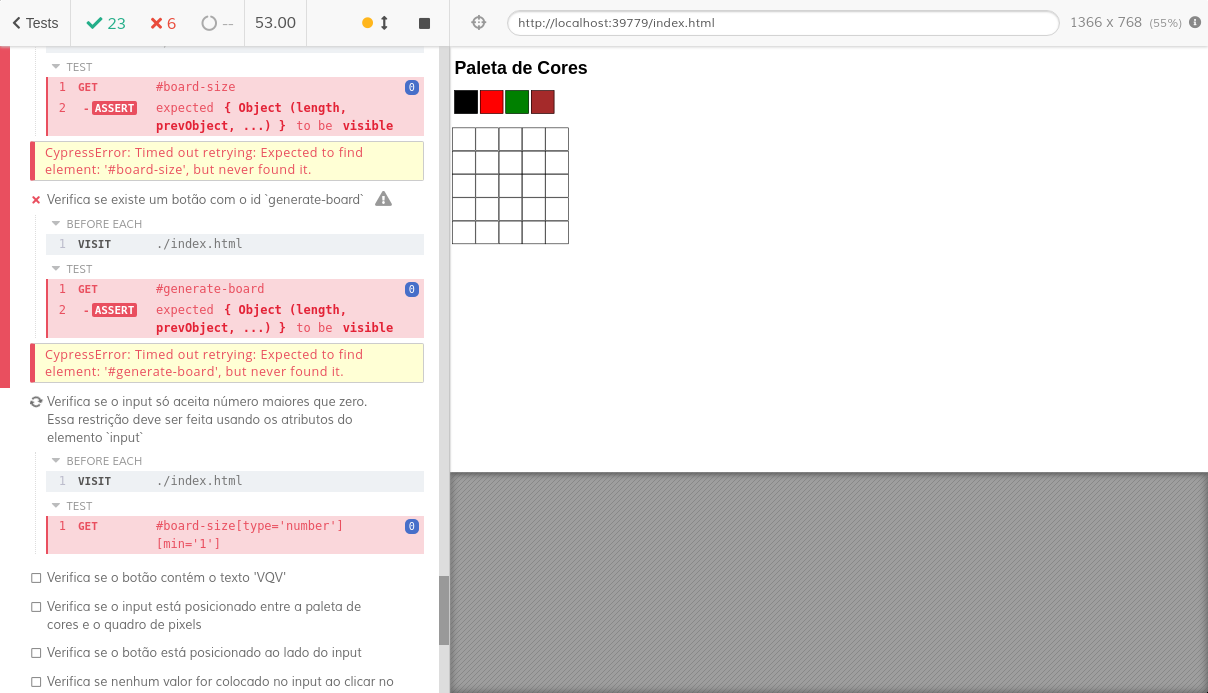 Tests
23
6
--
53.00
http://localhost:39779/index.html
1366 x 768 (55%)
TEST
1 GET #board-size 0
2 -ASSERT expected { Object (length,
prevObject, ...) } to be visible
CypressError: Timed out retrying: Expected to find
element: '#board-size', but never found it.
Verifica se existe um botão com o id `generate-board`
BEFORE EACH
1 VISIT ./index.html
TEST
1 GET #generate-board 0
2 -ASSERT expected { Object (length,
prevObject, ...) } to be visible
CypressError: Timed out retrying: Expected to find
element: '#generate-board', but never found it.
Verifica se o input só aceita número maiores que zero.
Essa restrição deve ser feita usando os atributos do
elemento `input`
BEFORE EACH
1 VISIT ./index.html
TEST
1 GET #board-size[type='number'] 0
[min='1']
Verifica se o botão contém o texto 'VQV'
Verifica se o input está posicionado entre a paleta de
cores e o quadro de pixels
Verifica se o botão está posicionado ao lado do input
Verifica se nenhum valor for colocado no input ao clicar no
Paleta de Cores